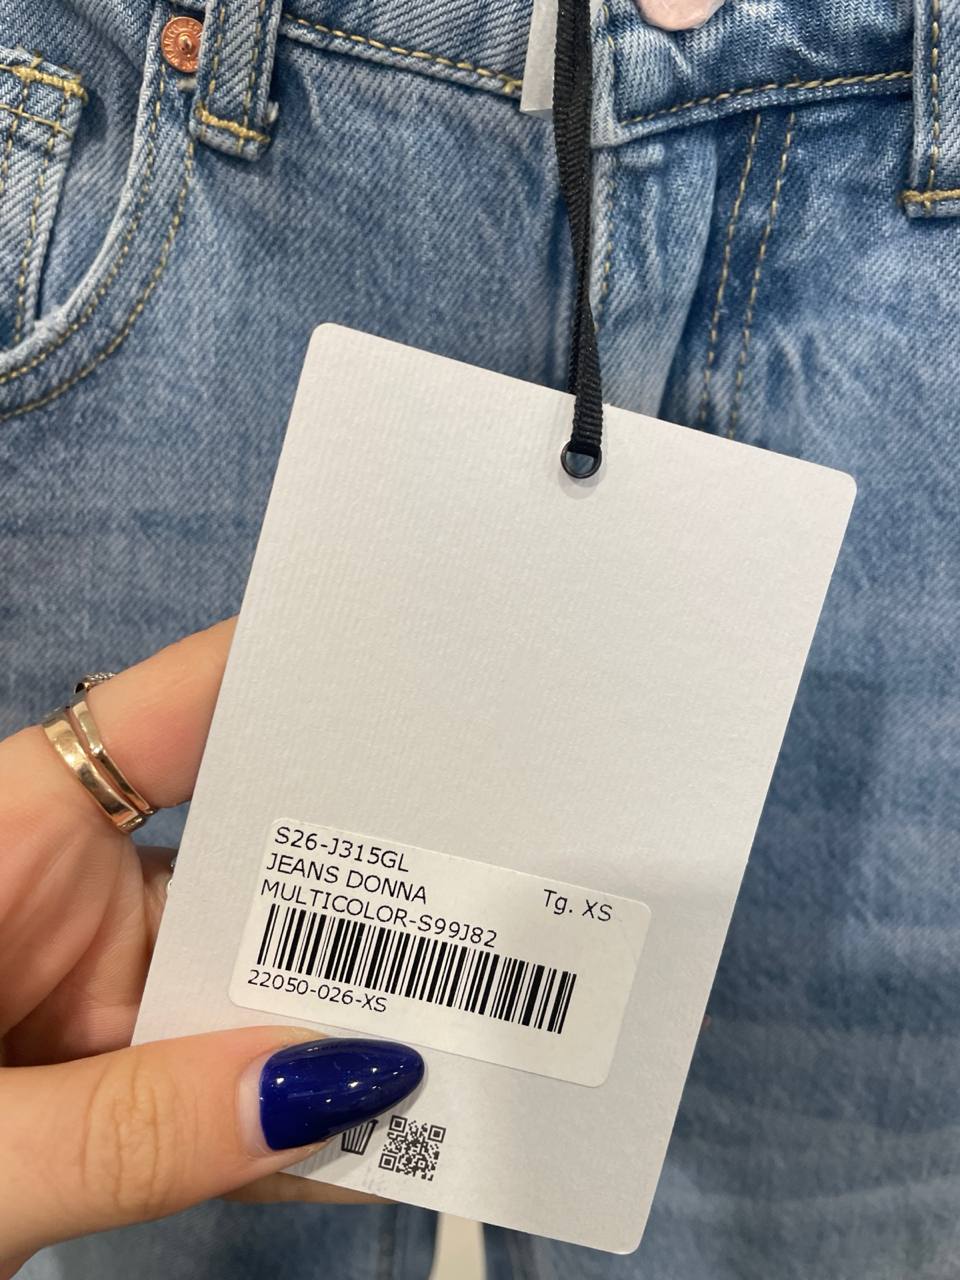 S26-J315GL
JEANS DONNA
Tg. XS
MULTICOLOR-S99J82
22050-026-XS